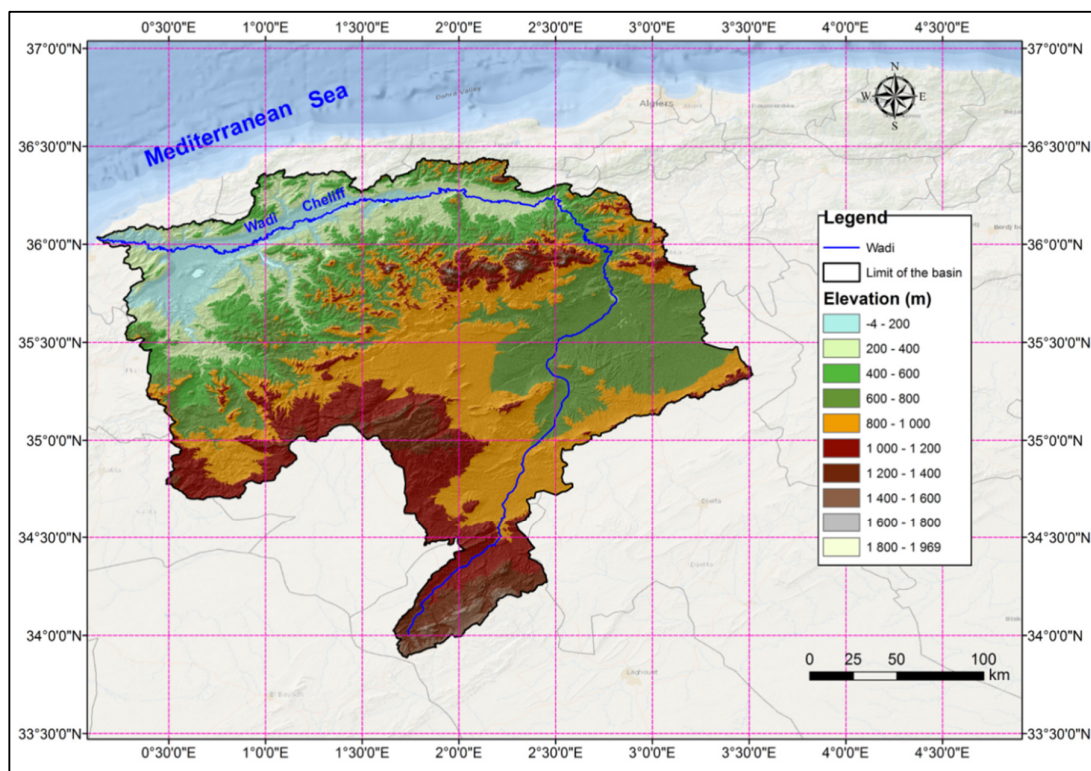 0°30'0"E 1°0'0"E 1°30'0"E 2°0'0"E 2°30'0"E 3°0'0"E 3°30'0"E 4°0'0"E 4°30'0"E
37°0'0"N 37°0'0"N
N
W E
S
Dahra Valley
Algiers
Mediterranean Sea
36°30'0"N 36°30'0"N
Wadi Cheliff
36°0'0"N 36°0'0"N
Legend
Wadi
Limit of the basin
Elevation (m)
-4 - 200
200 - 400
400 - 600
600 - 800
800 - 1 000
1 000 - 1 200
1 200 - 1 400
1 400 - 1 600
1 600 - 1 800
1 800 - 1 969
35°30'0"N 35°30'0"N
35°0'0"N 35°0'0"N
Djelfa
34°30'0"N 34°30'0"N
34°0'0"N 34°0'0"N
Laghouat
0 25 50 100
km
33°30'0"N 33°30'0"N
0°30'0"E 1°0'0"E 1°30'0"E 2°0'0"E 2°30'0"E 3°0'0"E 3°30'0"E 4°0'0"E 4°30'0"E